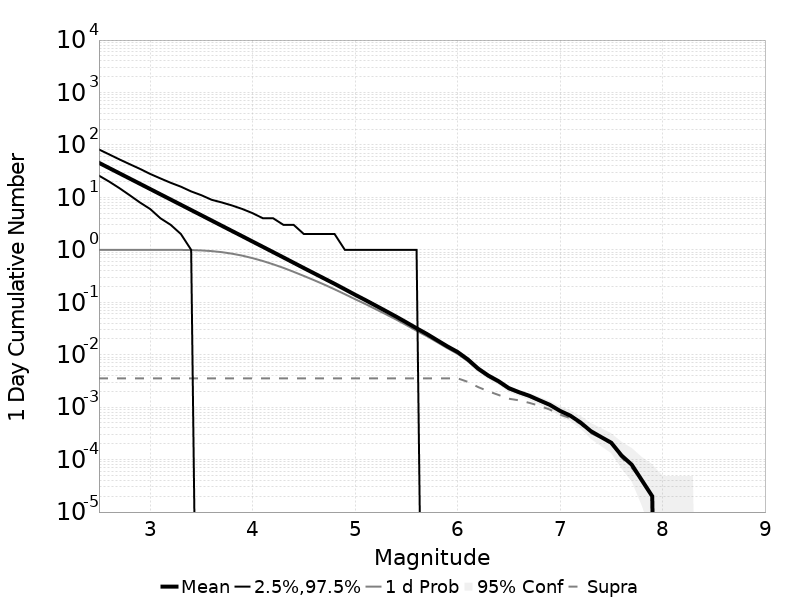 10^4
10^3
10^2
10^1
10^0
10^-1
10^-2
10^-3
10^-4
10^-5
1 Day Cumulative Number
3 4 5 6 7 8 9
Magnitude
Mean 2.5%,97.5% 1 d Prob 95% Conf Supra